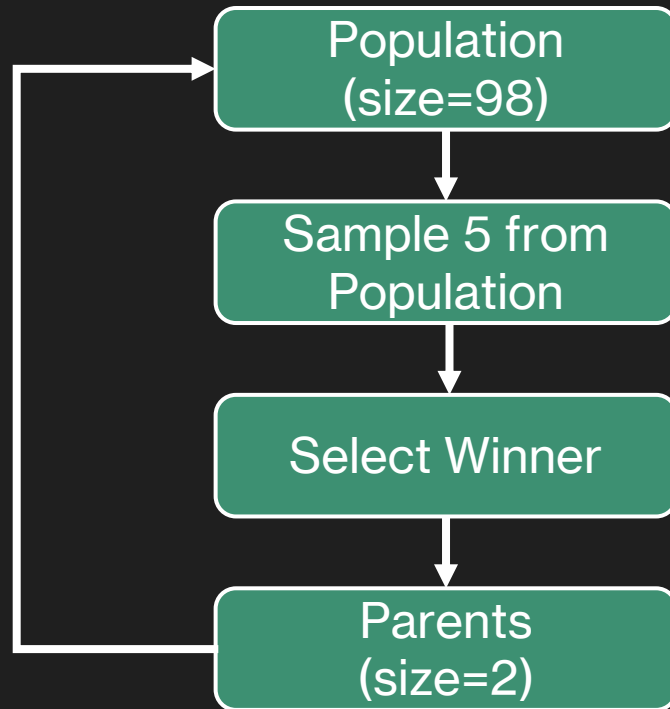 Population
(size=98)
Sample 5 from
Population
Select Winner
Parents
(size=2)